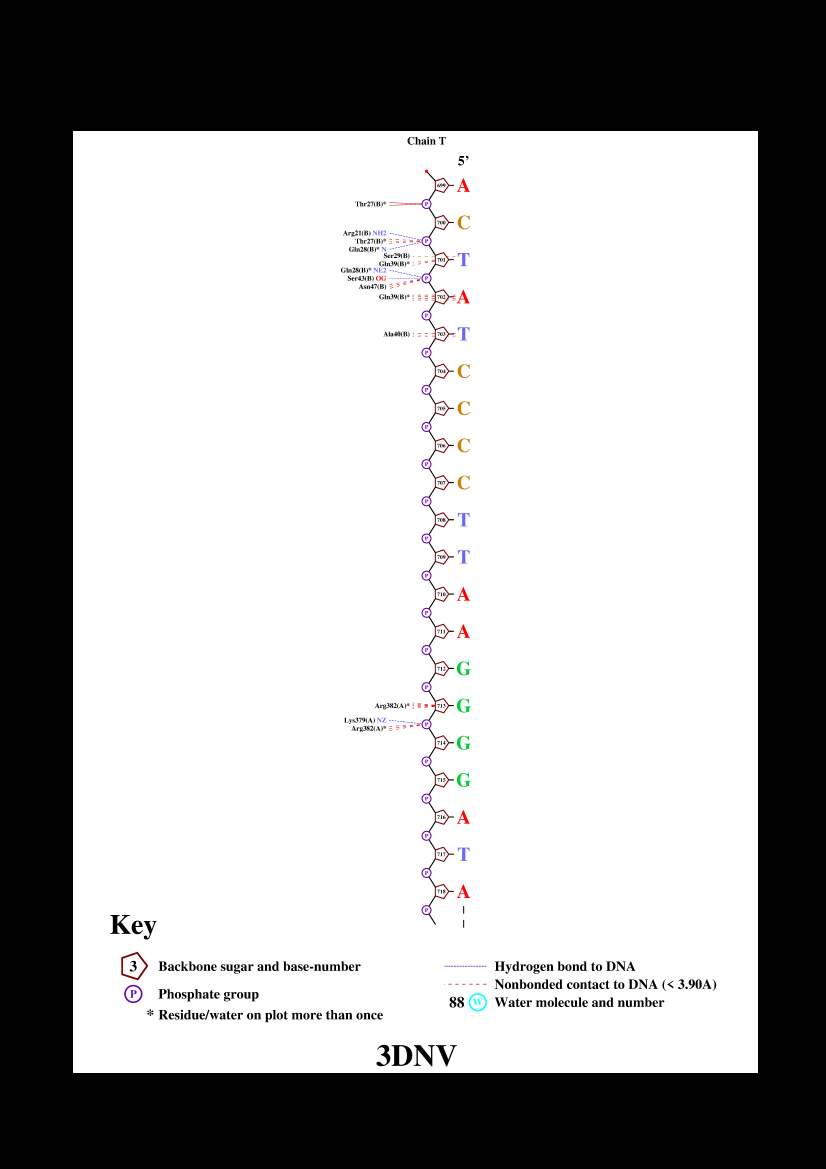 Chain T
5’
699 A
Thr27(B)* P
700 C
Arg21(B) NH2
Thr27(B)* P
Gln28(B)* N
Ser29(B)
701 T
Gln39(B)*
Gln28(B)* NE2
Ser43(B) OG P
Asn47(B)
Gln39(B)* 702 A
P
Ala40(B) 703 T
P
704 C
P
705 C
P
706 C
P
707 C
P
708 T
P
709 T
P
710 A
P
711 A
P
712 G
P
Arg382(A)* 713 G
Lys379(A) NZ P
Arg382(A)*
714 G
P
715 G
P
716 A
P
717 T
P
718 A
P
Key
3 Backbone sugar and base-number
P Phosphate group
* Residue/water on plot more than once
Hydrogen bond to DNA
Nonbonded contact to DNA (< 3.90A)
88 W Water molecule and number
3DNV